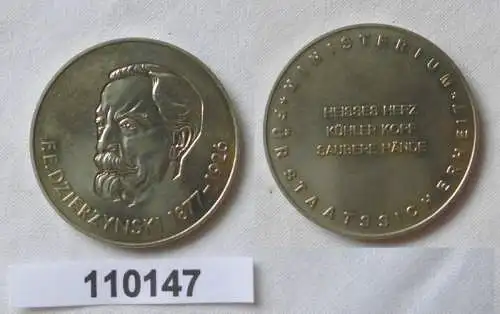 F.E. DZIERZYNSKI · 1877–1926
MINISTERIUM
FÜR STAATSSICHERHEIT
HEISSES HERZ
KÜHLER KOPF
SAUBERE HÄNDE
110147